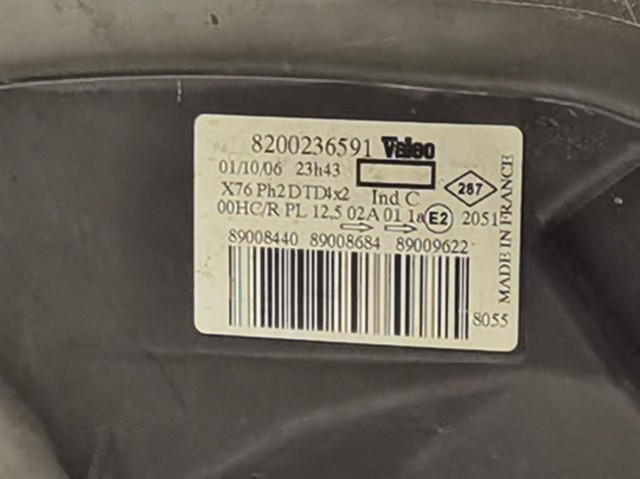 8200236591 Valeo
01/10/06 23h43
X76 Ph2 DTD4x2 Ind C
287
00HC/R PL 12.5 02A 01 1a E2 2051
89008440 89008684 89009622
8055
MADE IN FRANCE